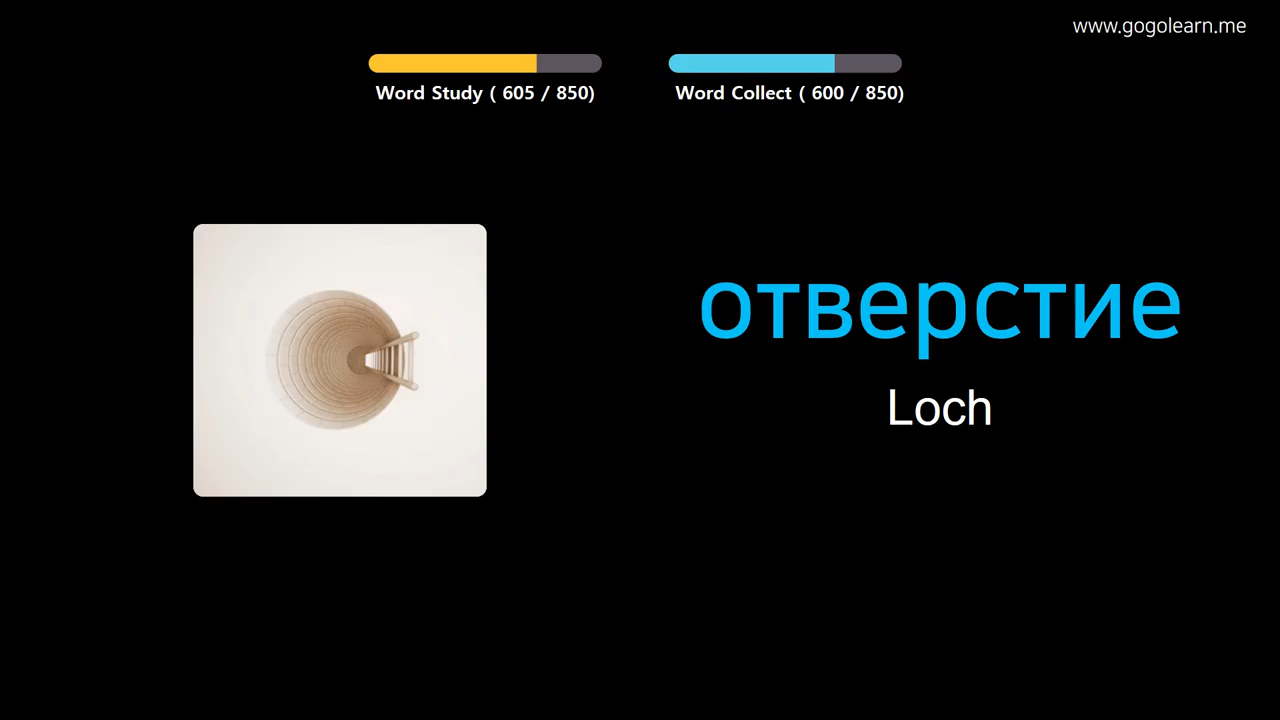 www.gogolearn.me
Word Study ( 605 / 850)
Word Collect ( 600 / 850)
отверстие
Loch